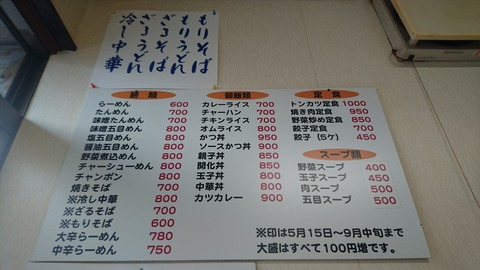 もりそば
もりうどん
ざるそば
ざるうどん
冷し中華
麺類
らーめん 600
たんめん 700
味噌たんめん 700
味噌五目めん 800
塩五目めん 800
醤油五目めん 800
野菜煮込めん 800
チャーシューめん 800
チャンポン 800
焼きそば 700
※冷し中華 800
※ざるそば 700
※もりそば 600
大辛らーめん 780
中辛らーめん 750
御飯類
カレーライス 700
チャーハン 700
チキンライス 700
オムライス 800
かつ丼 950
ソースかつ丼 900
親子丼 850
開化丼 850
玉子丼 800
中華丼 800
カツカレー 900
定食
トンカツ定食 1000
焼き肉定食 950
野菜炒め定食 850
餃子定食 700
餃子(5ケ) 450
スープ類
野菜スープ 400
玉子スープ 450
肉スープ 500
五目スープ 500
※印は5月15日〜9月中旬まで
大盛はすべて100円増です。